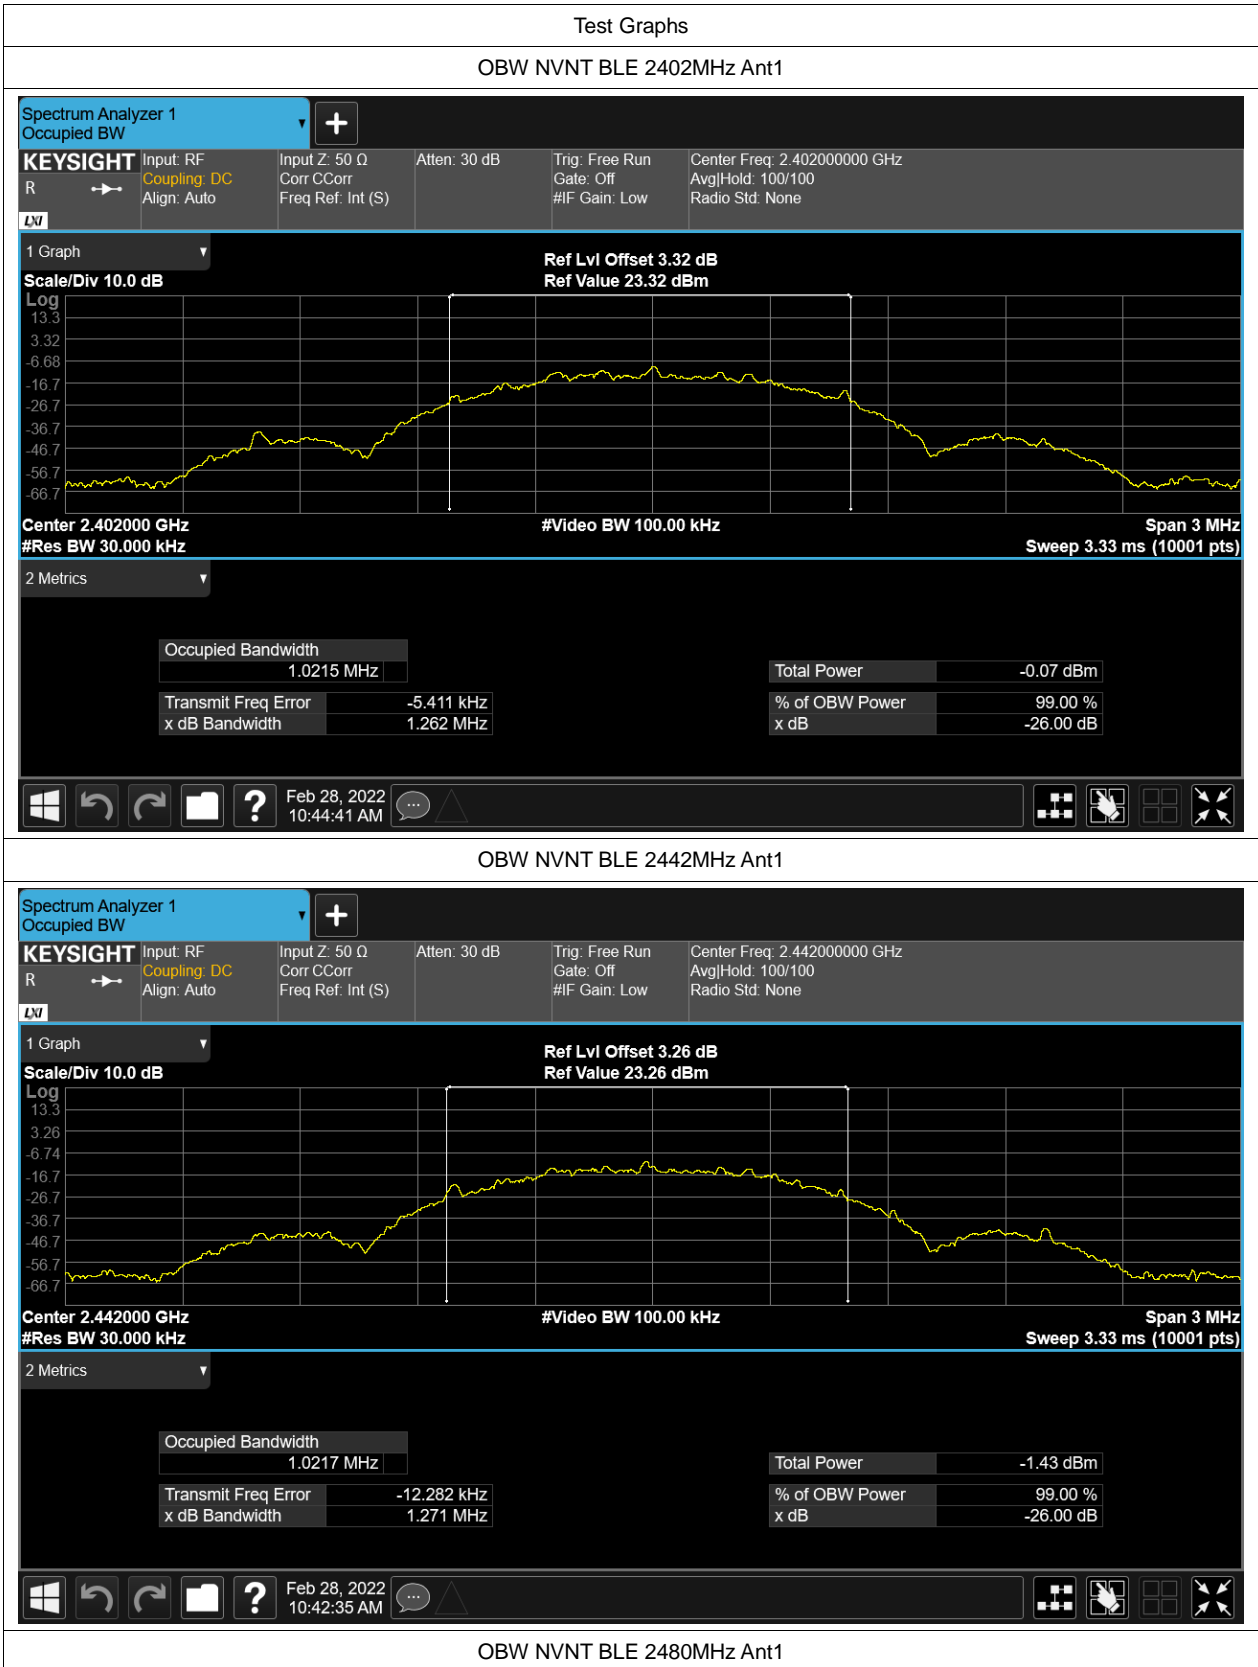 Test Graphs
OBW NVNT BLE 2402MHz Ant1
Spectrum Analyzer 1
Occupied BW
KEYSIGHT Input: RF Input Z: 50 Ω Atten: 30 dB Trig: Free Run Center Freq: 2.402000000 GHz
R Coupling: DC Corr CCorr Gate: Off Avg|Hold: 100/100
Align: Auto Freq Ref: Int (S) #IF Gain: Low Radio Std: None
LXI
1 Graph
Ref Lvl Offset 3.32 dB
Scale/Div 10.0 dB Ref Value 23.32 dBm
Log
13.3
3.32
-6.68
-16.7
-26.7
-36.7
-46.7
-56.7
-66.7
Center 2.402000 GHz #Video BW 100.00 kHz Span 3 MHz
#Res BW 30.000 kHz Sweep 3.33 ms (10001 pts)
2 Metrics
Occupied Bandwidth
1.0215 MHz Total Power -0.07 dBm
Transmit Freq Error -5.411 kHz % of OBW Power 99.00 %
x dB Bandwidth 1.262 MHz x dB -26.00 dB
Feb 28, 2022
10:44:41 AM
OBW NVNT BLE 2442MHz Ant1
Spectrum Analyzer 1
Occupied BW
KEYSIGHT Input: RF Input Z: 50 Ω Atten: 30 dB Trig: Free Run Center Freq: 2.442000000 GHz
R Coupling: DC Corr CCorr Gate: Off Avg|Hold: 100/100
Align: Auto Freq Ref: Int (S) #IF Gain: Low Radio Std: None
LXI
1 Graph
Ref Lvl Offset 3.26 dB
Scale/Div 10.0 dB Ref Value 23.26 dBm
Log
13.3
3.26
-6.74
-16.7
-26.7
-36.7
-46.7
-56.7
-66.7
Center 2.442000 GHz #Video BW 100.00 kHz Span 3 MHz
#Res BW 30.000 kHz Sweep 3.33 ms (10001 pts)
2 Metrics
Occupied Bandwidth
1.0217 MHz Total Power -1.43 dBm
Transmit Freq Error -12.282 kHz % of OBW Power 99.00 %
x dB Bandwidth 1.271 MHz x dB -26.00 dB
Feb 28, 2022
10:42:35 AM
OBW NVNT BLE 2480MHz Ant1